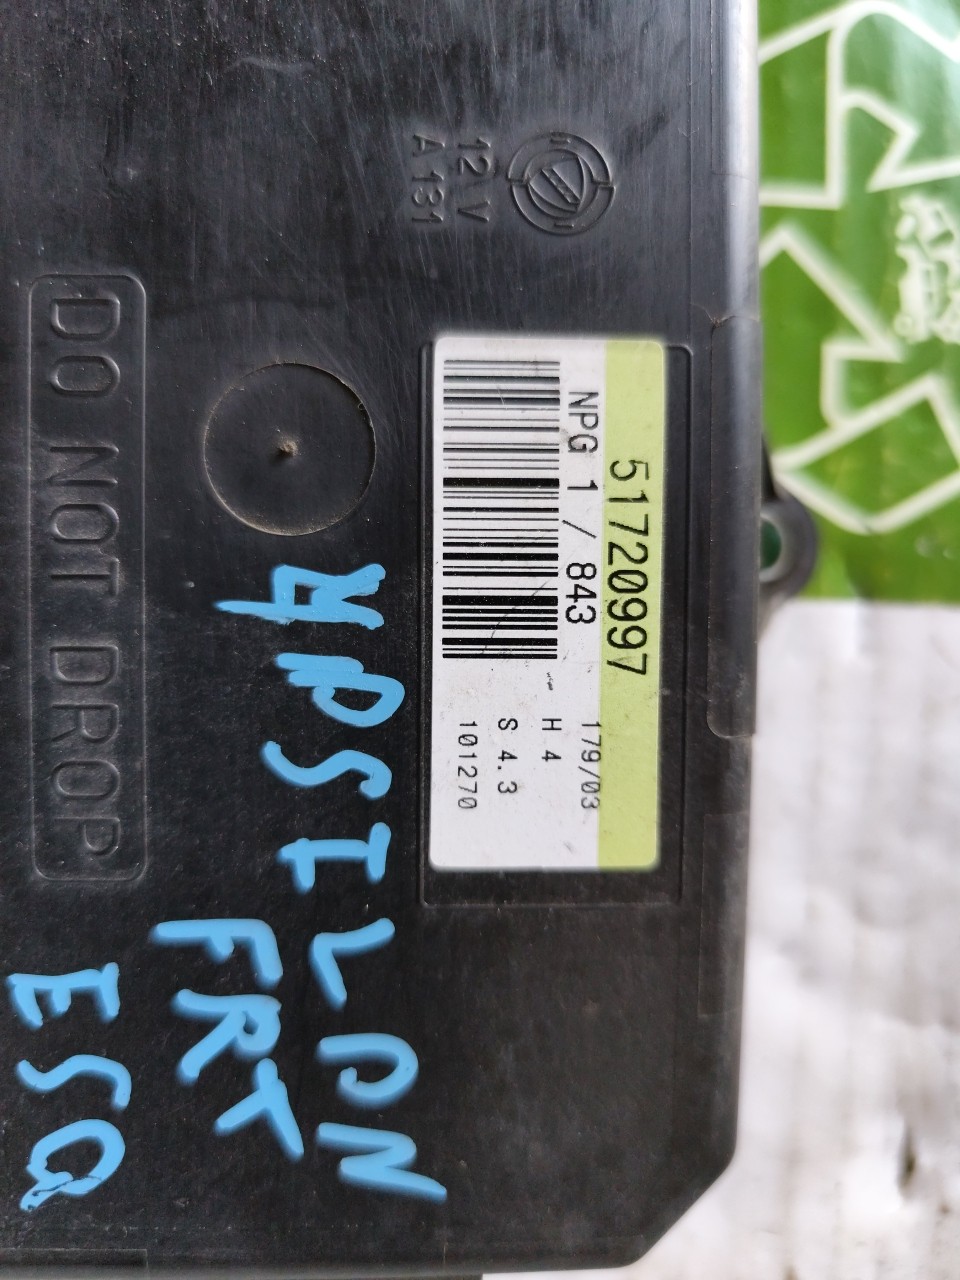 12 V
A 131
DO NOT DROP
51720997
NPG 1 / 843
179/03
H 4
S 4.3
101270
YPSILON
FRT
ESQ